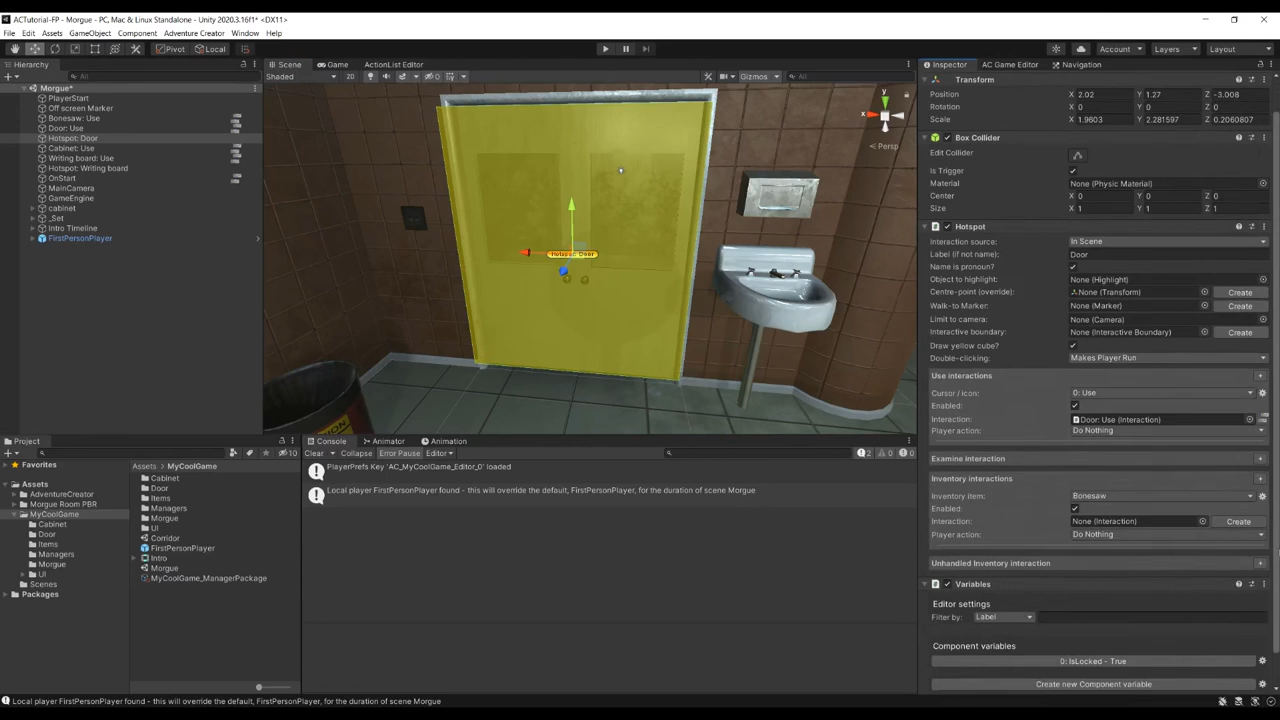 ACTutorial-FP - Morgue - PC, Mac & Linux Standalone - Unity 2020.3.16f1* <DX11>
File Edit Assets GameObject Component Adventure Creator Window Help
Pivot Local Account Layers Layout
Hierarchy
All
Morgue*
PlayerStart
Off screen Marker
Bonesaw: Use
Door: Use
Hotspot: Door
Cabinet: Use
Writing board: Use
Hotspot: Writing board
OnStart
MainCamera
GameEngine
cabinet
_Set
Intro Timeline
FirstPersonPlayer
Scene Game ActionList Editor
Shaded 2D 0 Gizmos All
y
x
Persp
Hotspot: Door
Project
10
Favorites
Assets
AdventureCreator
Morgue Room PBR
MyCoolGame
Cabinet
Door
Items
Managers
Morgue
UI
Scenes
Packages
Assets > MyCoolGame
Cabinet
Door
Items
Managers
Morgue
UI
Corridor
FirstPersonPlayer
Intro
Morgue
MyCoolGame_ManagerPackage
Console Animator Animation
Clear Collapse Error Pause Editor 2 0 0
PlayerPrefs Key 'AC_MyCoolGame_Editor_0' loaded
Local player FirstPersonPlayer found - this will override the default, FirstPersonPlayer, for the duration of scene Morgue
Inspector AC Game Editor Navigation
Transform
Position X 2.02 Y 1.27 Z -3.008
Rotation X 0 Y 0 Z 0
Scale X 1.9603 Y 2.281597 Z 0.2060807
Box Collider
Edit Collider
Is Trigger
Material None (Physic Material)
Center X 0 Y 0 Z 0
Size X 1 Y 1 Z 1
Hotspot
Interaction source: In Scene
Label (if not name): Door
Name is pronoun?
Object to highlight: None (Highlight)
Centre-point (override): None (Transform) Create
Walk-to Marker: None (Marker) Create
Limit to camera: None (Camera)
Interactive boundary: None (Interactive Boundary) Create
Draw yellow cube?
Double-clicking: Makes Player Run
Use interactions
Cursor / icon: 0: Use
Enabled:
Interaction: Door: Use (Interaction)
Player action: Do Nothing
Examine interaction
Inventory interactions
Inventory item: Bonesaw
Enabled:
Interaction: None (Interaction) Create
Player action: Do Nothing
Unhandled Inventory interaction
Variables
Editor settings
Filter by: Label
Component variables
0: IsLocked - True
Create new Component variable
Local player FirstPersonPlayer found - this will override the default, FirstPersonPlayer, for the duration of scene Morgue